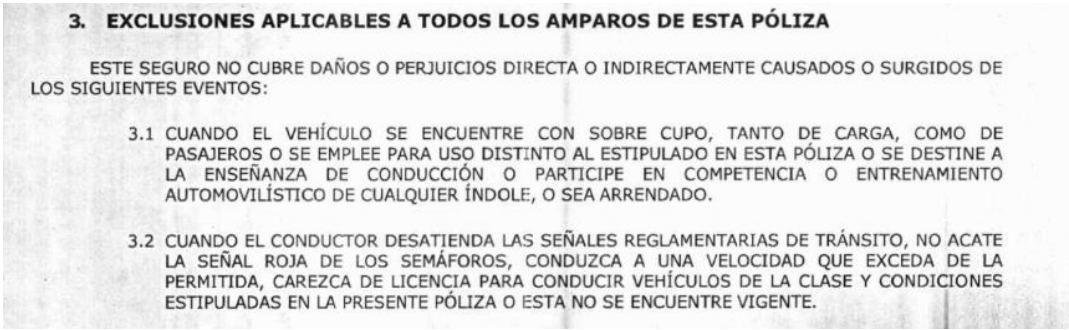 3. EXCLUSIONES APLICABLES A TODOS LOS AMPAROS DE ESTA PÓLIZA
ESTE SEGURO NO CUBRE DAÑOS O PERJUICIOS DIRECTA O INDIRECTAMENTE CAUSADOS O SURGIDOS DE
LOS SIGUIENTES EVENTOS:
3.1 CUANDO EL VEHÍCULO SE ENCUENTRE CON SOBRE CUPO, TANTO DE CARGA, COMO DE
PASAJEROS O SE EMPLEE PARA USO DISTINTO AL ESTIPULADO EN ESTA PÓLIZA O SE DESTINE A
LA ENSEÑANZA DE CONDUCCIÓN O PARTICIPE EN COMPETENCIA O ENTRENAMIENTO
AUTOMOVILÍSTICO DE CUALQUIER ÍNDOLE, O SEA ARRENDADO.
3.2 CUANDO EL CONDUCTOR DESATIENDA LAS SEÑALES REGLAMENTARIAS DE TRÁNSITO, NO ACATE
LA SEÑAL ROJA DE LOS SEMÁFOROS, CONDUZCA A UNA VELOCIDAD QUE EXCEDA DE LA
PERMITIDA, CAREZCA DE LICENCIA PARA CONDUCIR VEHÍCULOS DE LA CLASE Y CONDICIONES
ESTIPULADAS EN LA PRESENTE PÓLIZA O ESTA NO SE ENCUENTRE VIGENTE.